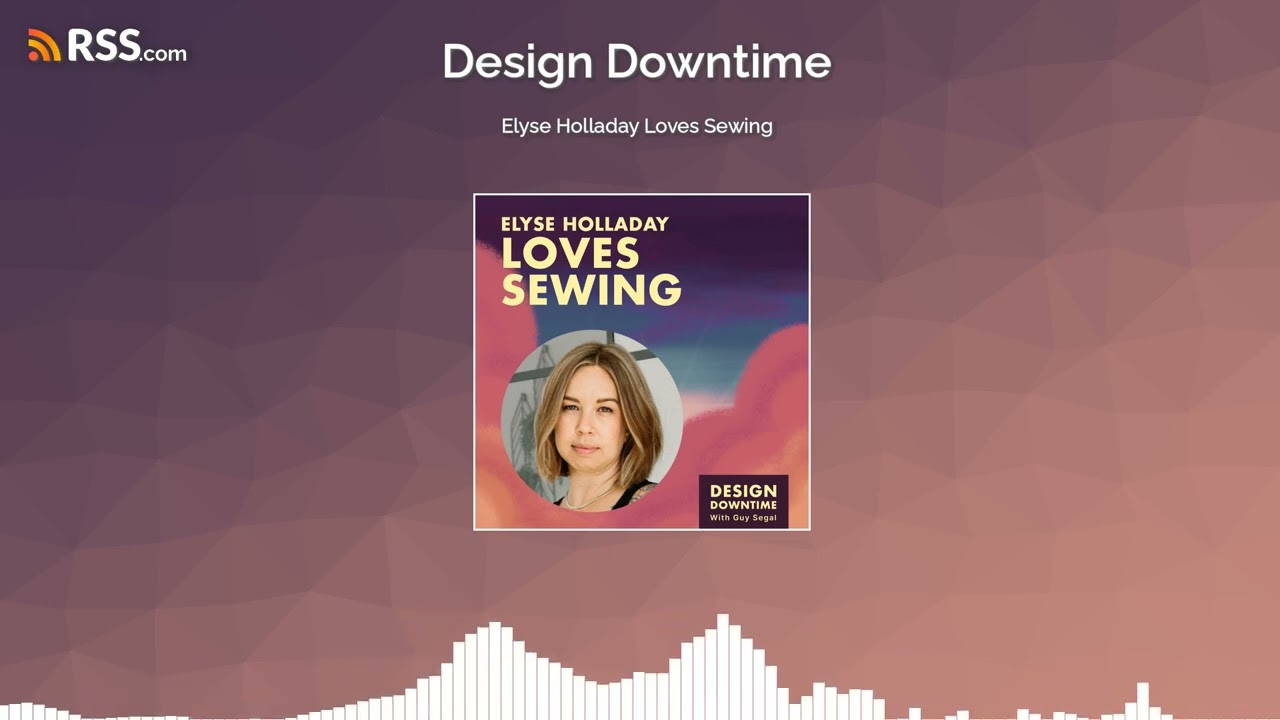 RSS.com
Design Downtime
Elyse Holladay Loves Sewing
ELYSE HOLLADAY
LOVES
SEWING
DESIGN
DOWNTIME
With Guy Segal